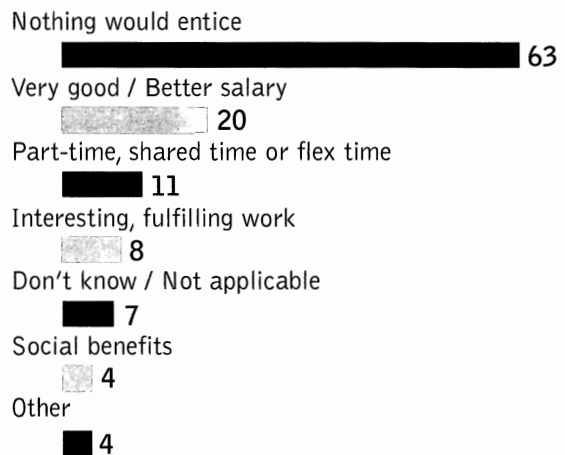 Nothing would entice
63
Very good / Better salary
20
Part-time, shared time or flex time
11
Interesting, fulfilling work
8
Don't know / Not applicable
7
Social benefits
4
Other
4